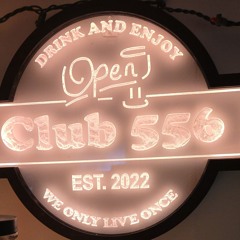 DRINK AND ENJOY
Open
Club 556
EST. 2022
WE ONLY LIVE ONCE